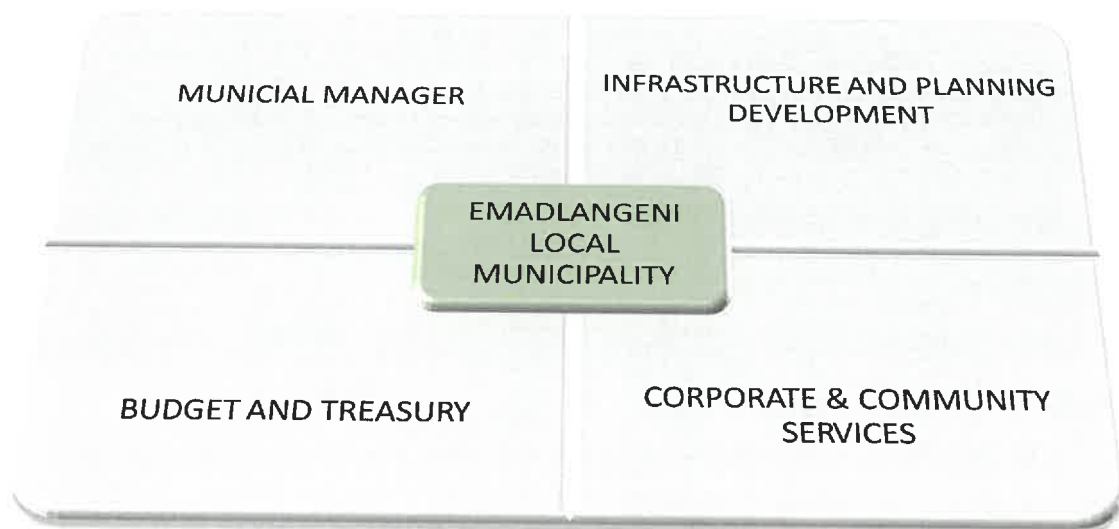 MUNICIAL MANAGER
INFRASTRUCTURE AND PLANNING
DEVELOPMENT
EMADLANGENI
LOCAL
MUNICIPALITY
BUDGET AND TREASURY
CORPORATE & COMMUNITY
SERVICES